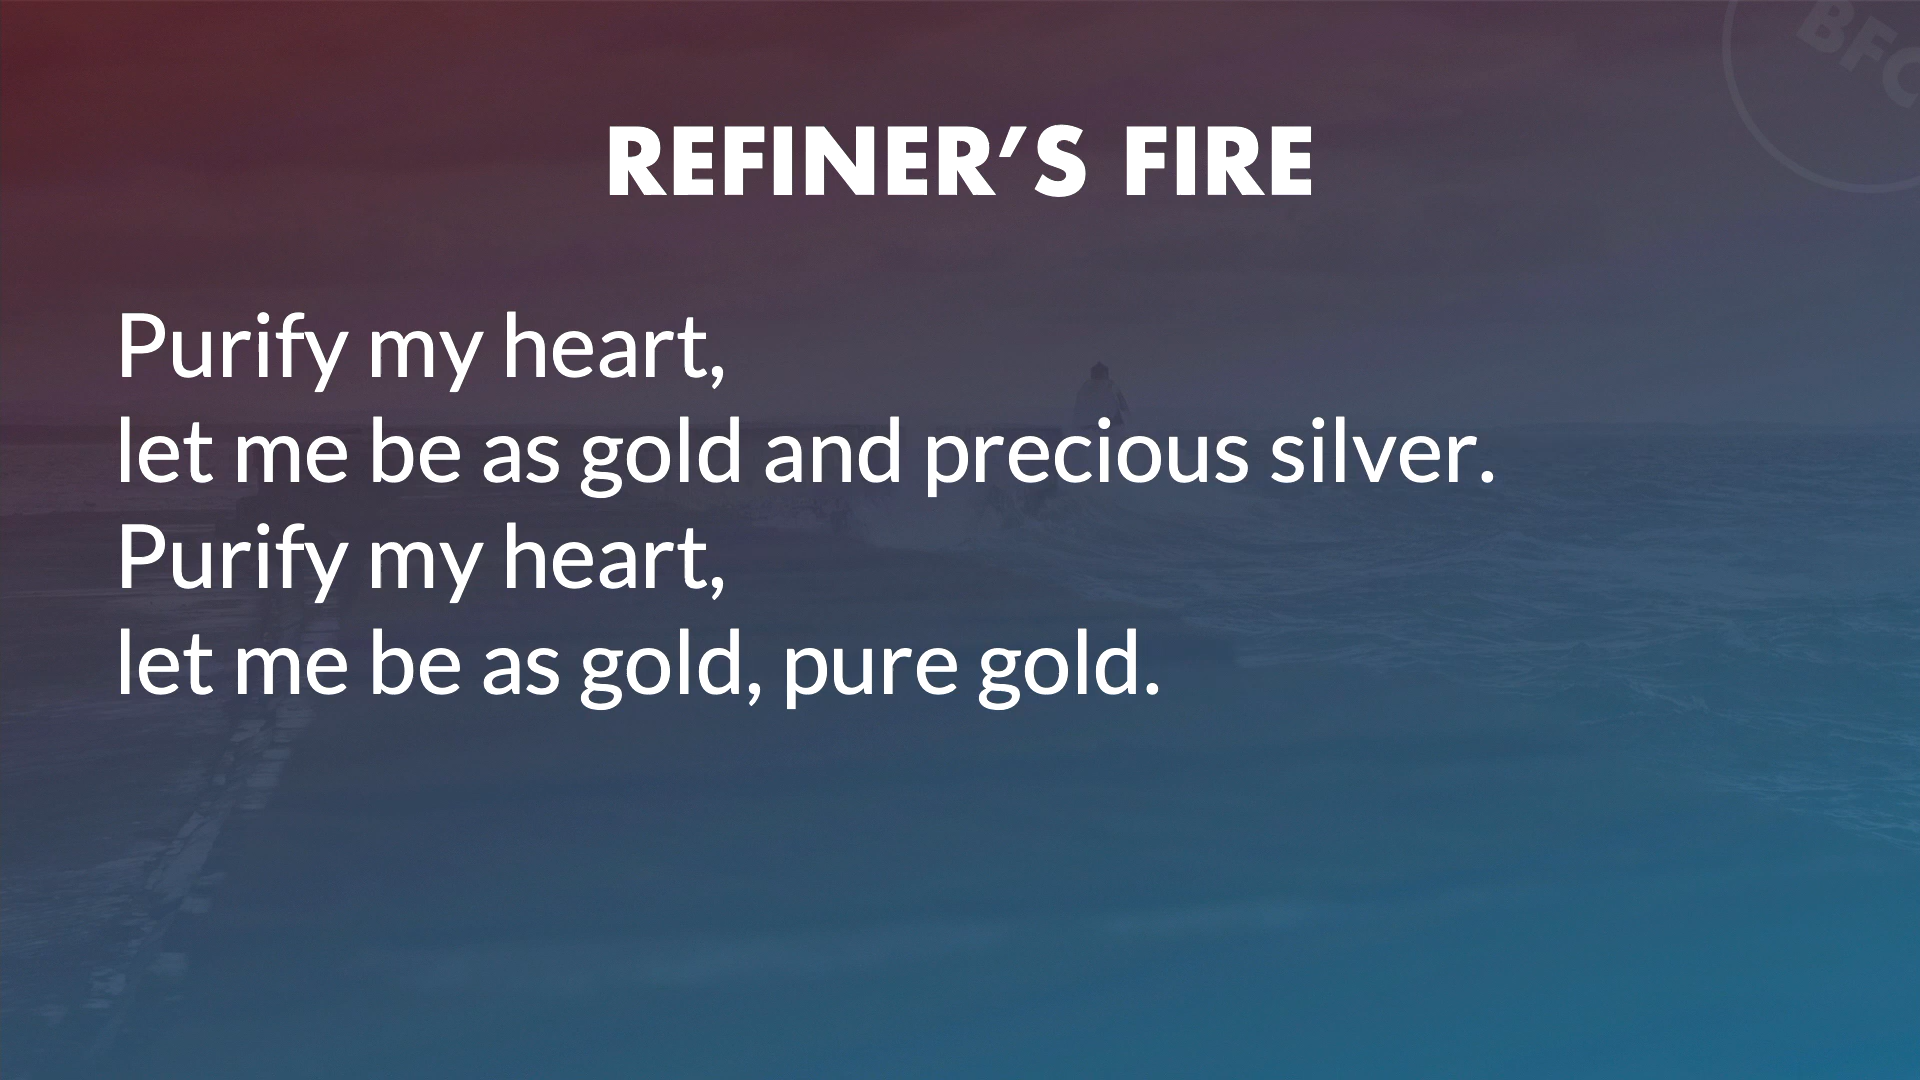 BFC
REFINER’S FIRE
Purify my heart,
let me be as gold and precious silver.
Purify my heart,
let me be as gold, pure gold.